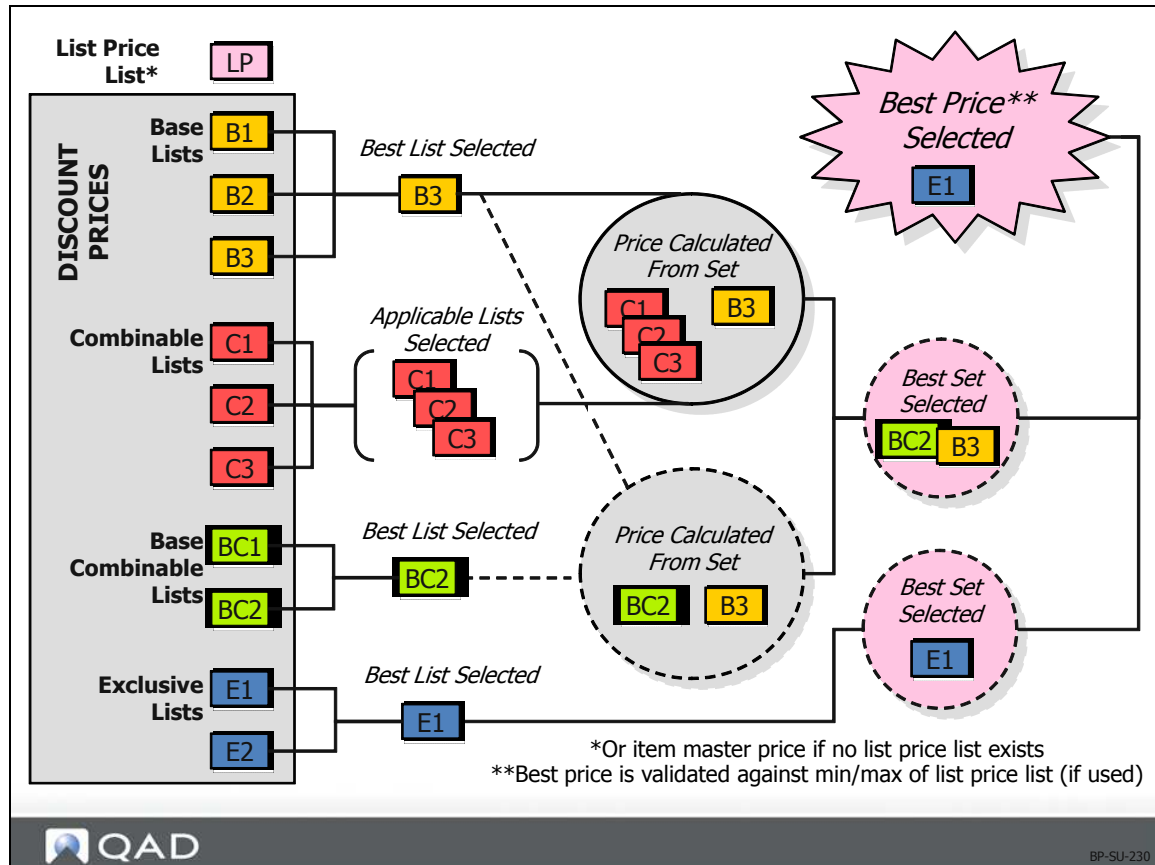 List Price
List*
LP
DISCOUNT
PRICES
Base
Lists
B1
B2
B3
Best List Selected
B3
Combinable
Lists
C1
C2
C3
Applicable Lists
Selected
C1
C2
C3
Base
Combinable
Lists
BC1
BC2
Best List Selected
BC2
Exclusive
Lists
E1
E2
Best List Selected
E1
Price Calculated
From Set
C1
C2
C3
B3
Price Calculated
From Set
BC2
B3
Best Set
Selected
BC2
B3
Best Set
Selected
E1
Best Price**
Selected
E1
*Or item master price if no list price list exists
**Best price is validated against min/max of list price list (if used)
QAD
BP-SU-230